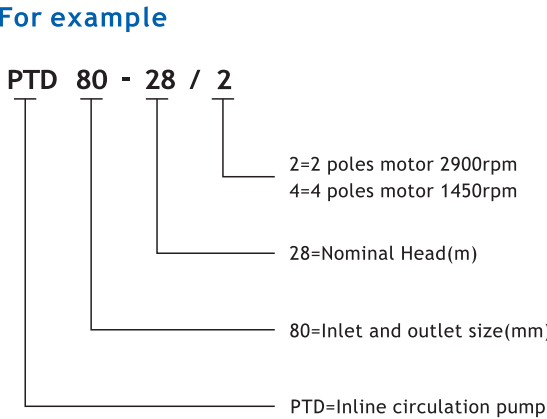 For example
PTD 80 - 28 / 2
2=2 poles motor 2900rpm
4=4 poles motor 1450rpm
28=Nominal Head(m)
80=Inlet and outlet size(mm)
PTD=Inline circulation pump